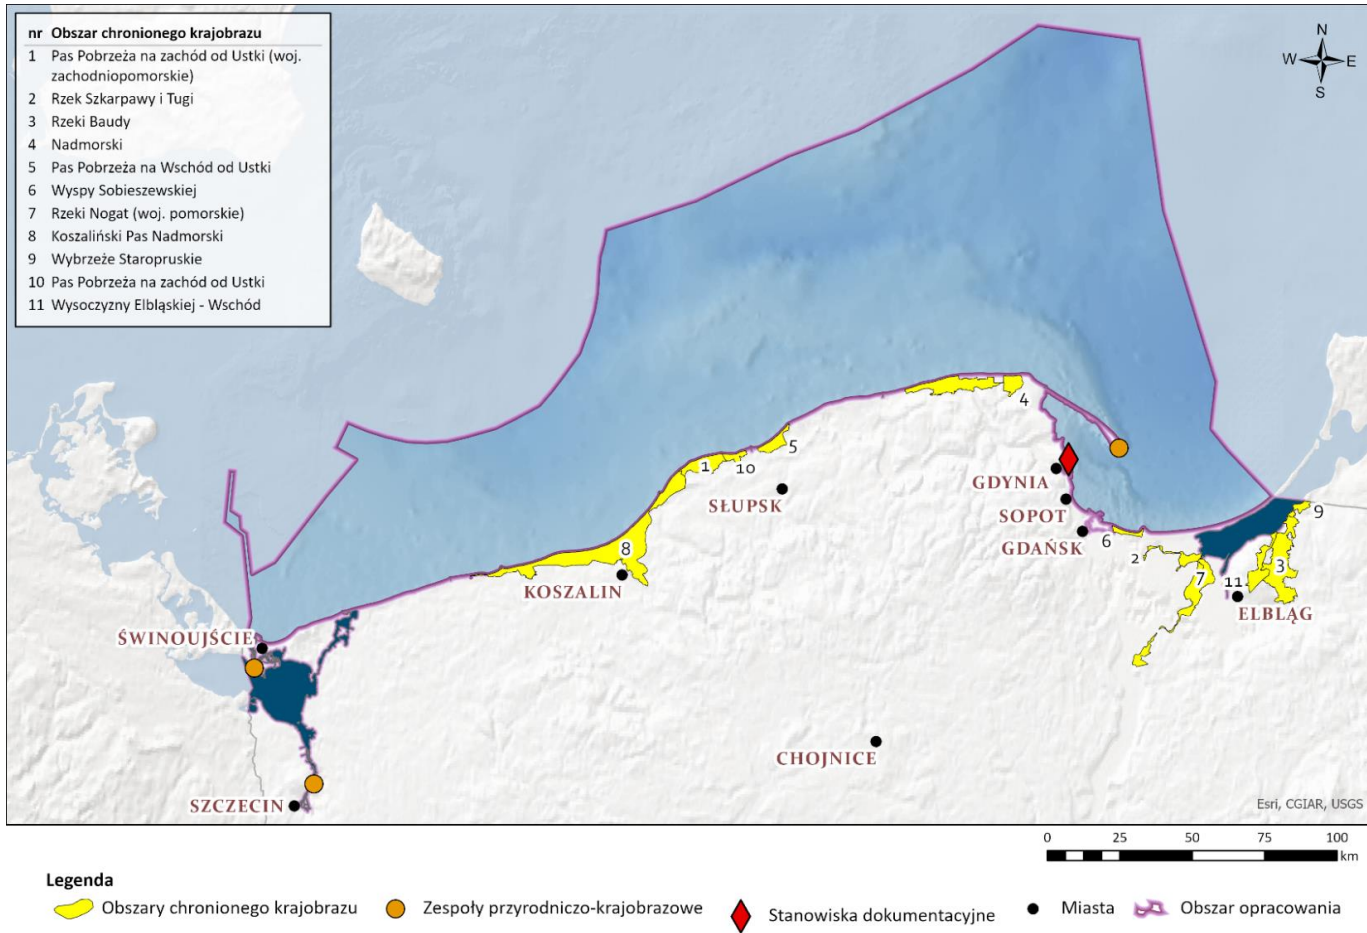 nr Obszar chronionego krajobrazu
1 Pas Pobrzeża na zachód od Ustki (woj.
zachodniopomorskie)
2 Rzek Szkarpawy i Tugi
3 Rzeki Baudy
4 Nadmorski
5 Pas Pobrzeża na Wschód od Ustki
6 Wyspy Sobieszewskiej
7 Rzeki Nogat (woj. pomorskie)
8 Koszaliński Pas Nadmorski
9 Wybrzeże Staropruskie
10 Pas Pobrzeża na zachód od Ustki
11 Wysoczyzny Elbląskiej - Wschód
N
W E
S
4
5
1
10
GDYNIA
SŁUPSK
SOPOT
9
GDAŃSK
6
8
2
3
7
11
KOSZALIN
ELBLĄG
ŚWINOUJŚCIE
CHOJNICE
SZCZECIN
Esri, CGIAR, USGS
0 25 50 75 100
km
Legenda
Obszary chronionego krajobrazu
Zespoły przyrodniczo-krajobrazowe
Stanowiska dokumentacyjne
Miasta
Obszar opracowania